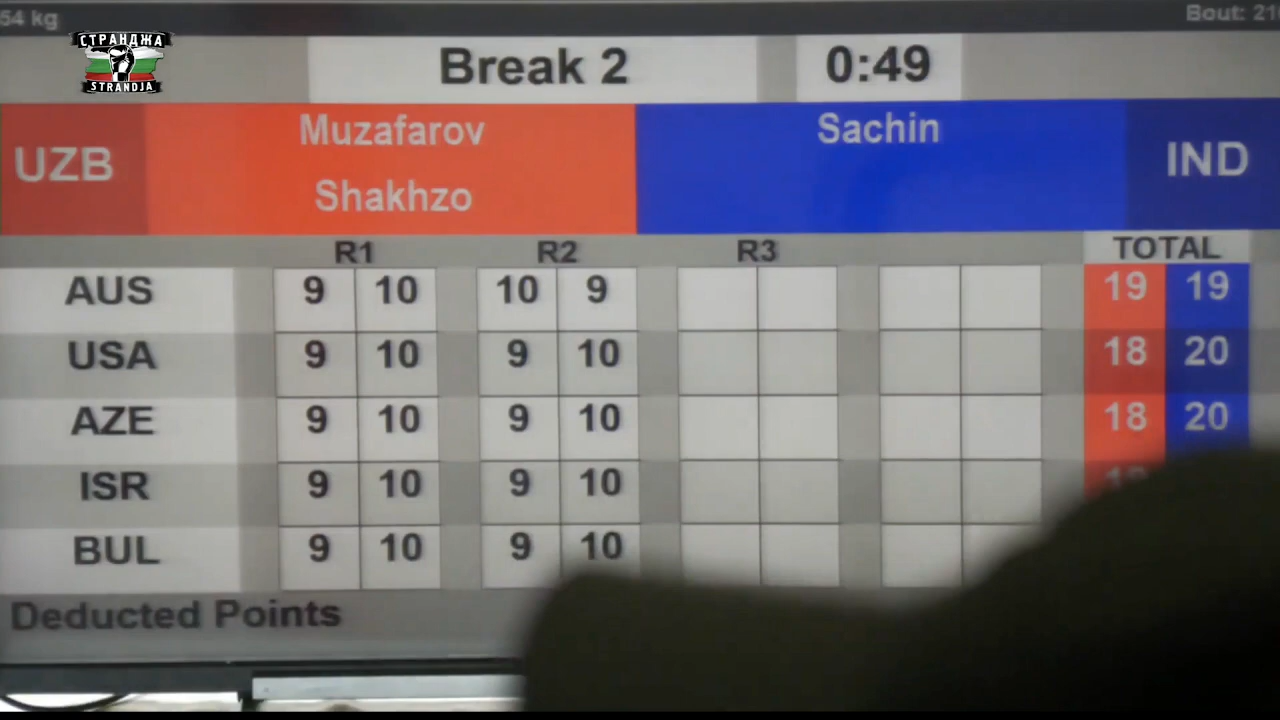 54 kg
Bout: 21
СТРАНДЖА
STRANDJA
Break 2 0:49
UZB Muzafarov Shakhzo Sachin IND
R1 R2 R3 TOTAL
AUS 9 10 10 9 19 19
USA 9 10 9 10 18 20
AZE 9 10 9 10 18 20
ISR 9 10 9 10
BUL 9 10 9 10
Deducted Points